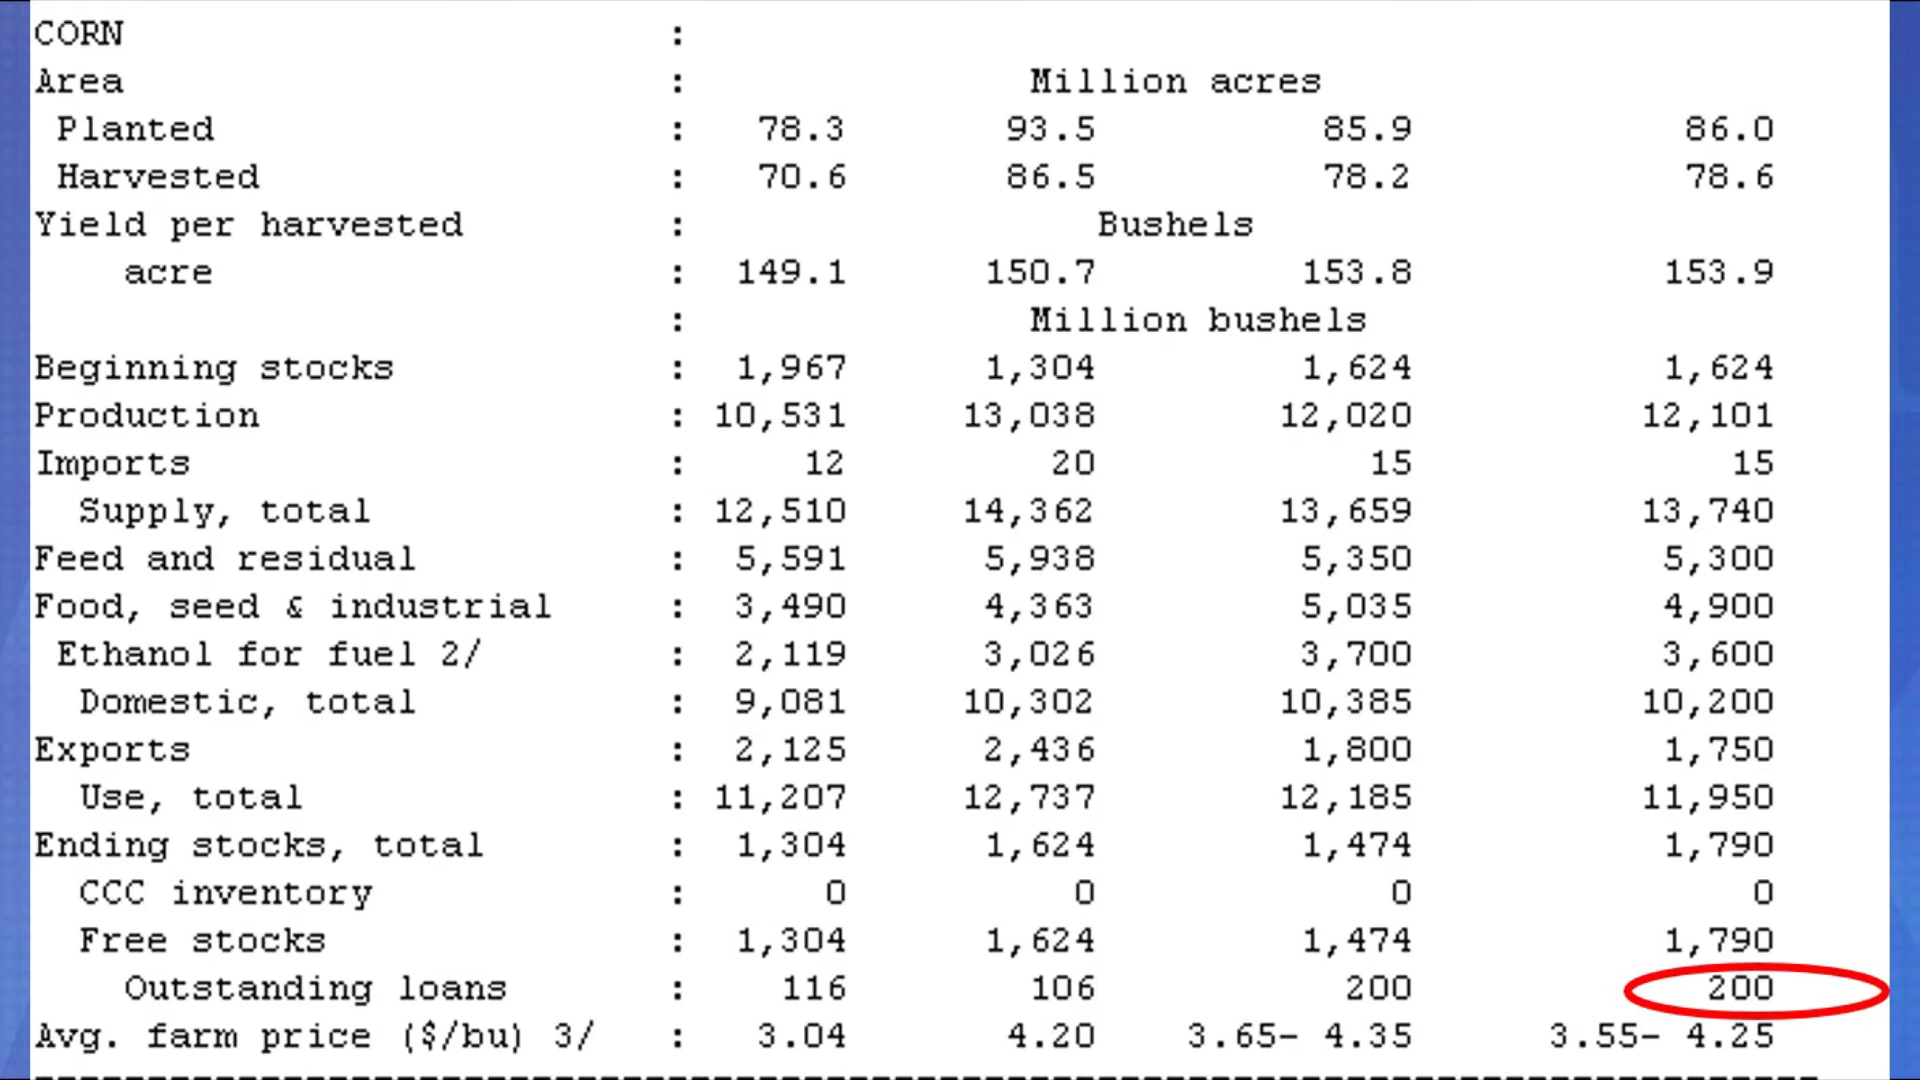 CORN :
Area : Million acres
Planted : 78.3 93.5 85.9 86.0
Harvested : 70.6 86.5 78.2 78.6
Yield per harvested : Bushels
acre : 149.1 150.7 153.8 153.9
: Million bushels
Beginning stocks : 1,967 1,304 1,624 1,624
Production : 10,531 13,038 12,020 12,101
Imports : 12 20 15 15
Supply, total : 12,510 14,362 13,659 13,740
Feed and residual : 5,591 5,938 5,350 5,300
Food, seed & industrial : 3,490 4,363 5,035 4,900
Ethanol for fuel 2/ : 2,119 3,026 3,700 3,600
Domestic, total : 9,081 10,302 10,385 10,200
Exports : 2,125 2,436 1,800 1,750
Use, total : 11,207 12,737 12,185 11,950
Ending stocks, total : 1,304 1,624 1,474 1,790
CCC inventory : 0 0 0 0
Free stocks : 1,304 1,624 1,474 1,790
Outstanding loans : 116 106 200 200
Avg. farm price ($/bu) 3/ : 3.04 4.20 3.65- 4.35 3.55- 4.25